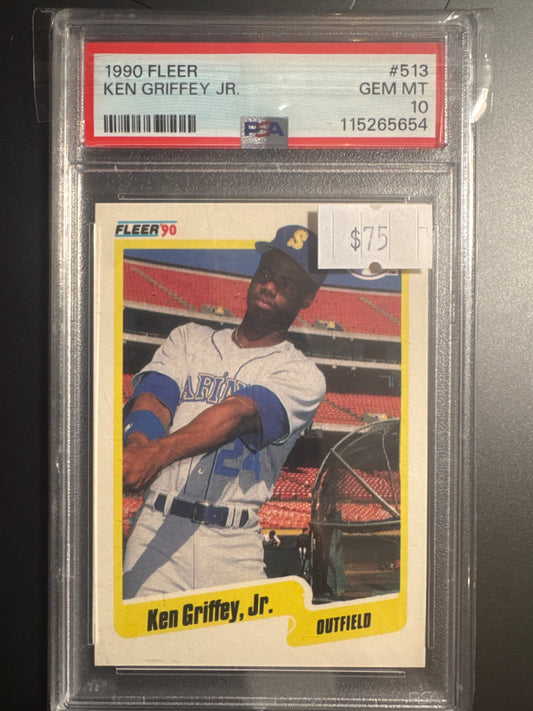 1990 FLEER #513
KEN GRIFFEY JR. GEM MT
10
PSA 115265654
FLEER '90
$75
S
ARIN
24
Ken Griffey, Jr.
OUTFIELD